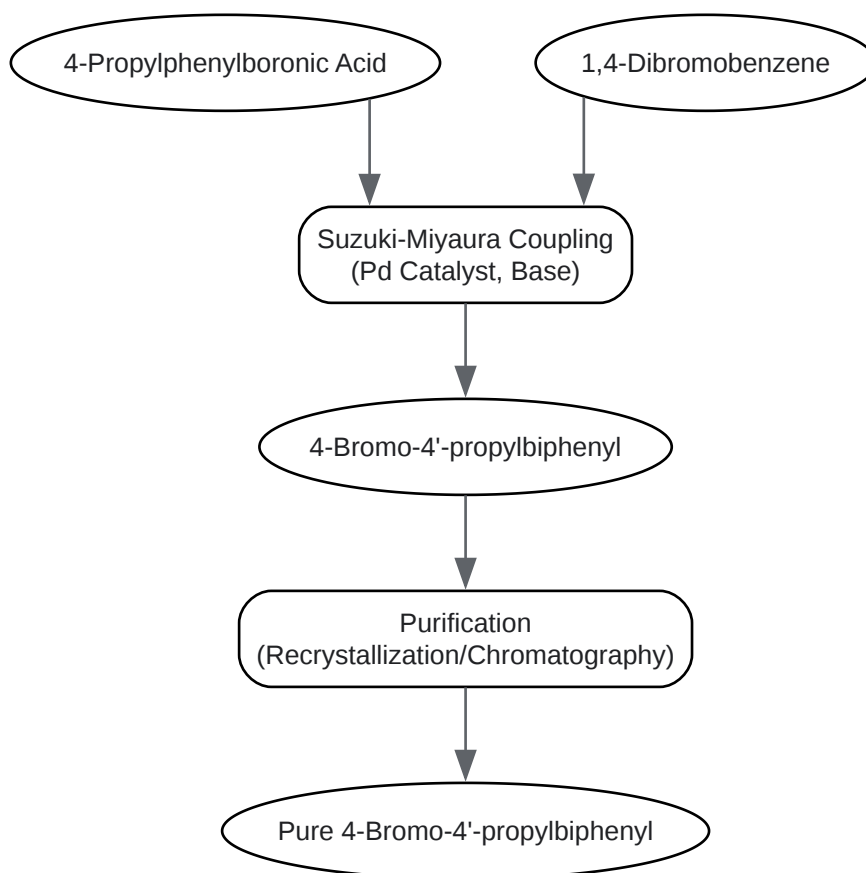 4-Propylphenylboronic Acid
1,4-Dibromobenzene
Suzuki-Miyaura Coupling
(Pd Catalyst, Base)
4-Bromo-4'-propylbiphenyl
Purification
(Recrystallization/Chromatography)
Pure 4-Bromo-4'-propylbiphenyl